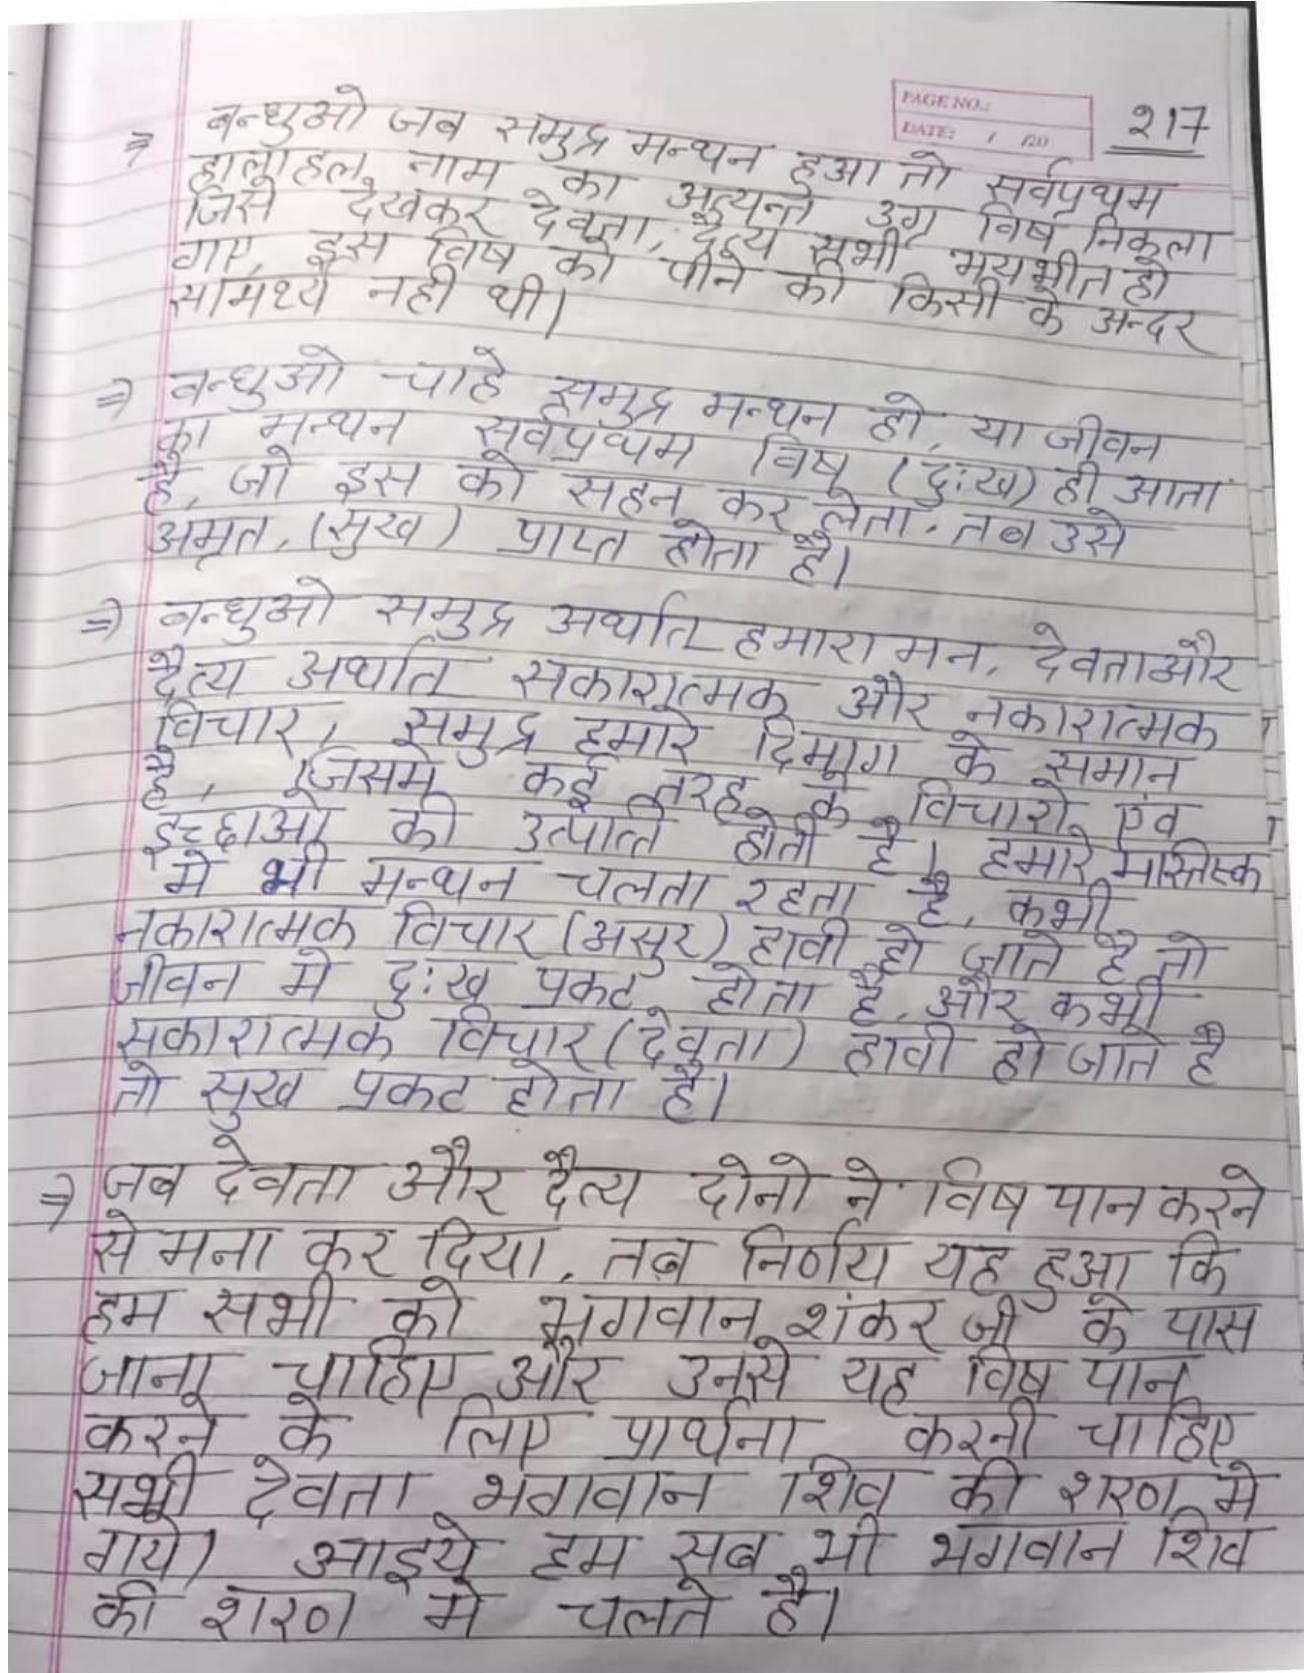 PAGE NO.:
DATE: / /20
217
⇒ बन्धुओ जब समुद्र मन्थन हुआ तो सर्वप्रथम
हालाहल नाम का अत्यन्त उग्र विष निकला
जिसे देखकर देवता, दैत्य सभी भयभीत हो
गए, इस विष को पीने की किसी के अन्दर
सामर्थ्य नही थी।
⇒ बन्धुओ चाहे समुद्र मन्थन हो, या जीवन
का मन्थन सर्वप्रथम विष (दुःख) ही आता
है, जो इस को सहन कर लेता, तब उसे
अमृत, (सुख) प्राप्त होता है।
⇒ बन्धुओ समुद्र अर्थात हमारा मन, देवता और
दैत्य अर्थात सकारात्मक और नकारात्मक
विचार, समुद्र हमारे दिमाग के समान
है, जिसमे कई तरह के विचारो एंव
इच्छाओ की उत्पत्ति होती है, हमारे मस्तिष्क
मे भी मन्थन चलता रहता है, कभी
नकारात्मक विचार (असुर) हावी हो जाते है तो
जीवन मे दुःख प्रकट होता है, और कभी
सकारात्मक विचार (देवता) हावी हो जाते है
तो सुख प्रकट होता है।
⇒ जब देवता और दैत्य दोनो ने विष पान करने
से मना कर दिया, तब निर्णय यह हुआ कि
हम सभी को भगवान शंकर जी के पास
जाना चाहिए और उनसे यह विष पान
करने के लिए प्रार्थना करनी चाहिए
सभी देवता भगवान शिव की शरण मे
गये। आइये हम सब भी भगवान शिव
की शरण मे चलते है।